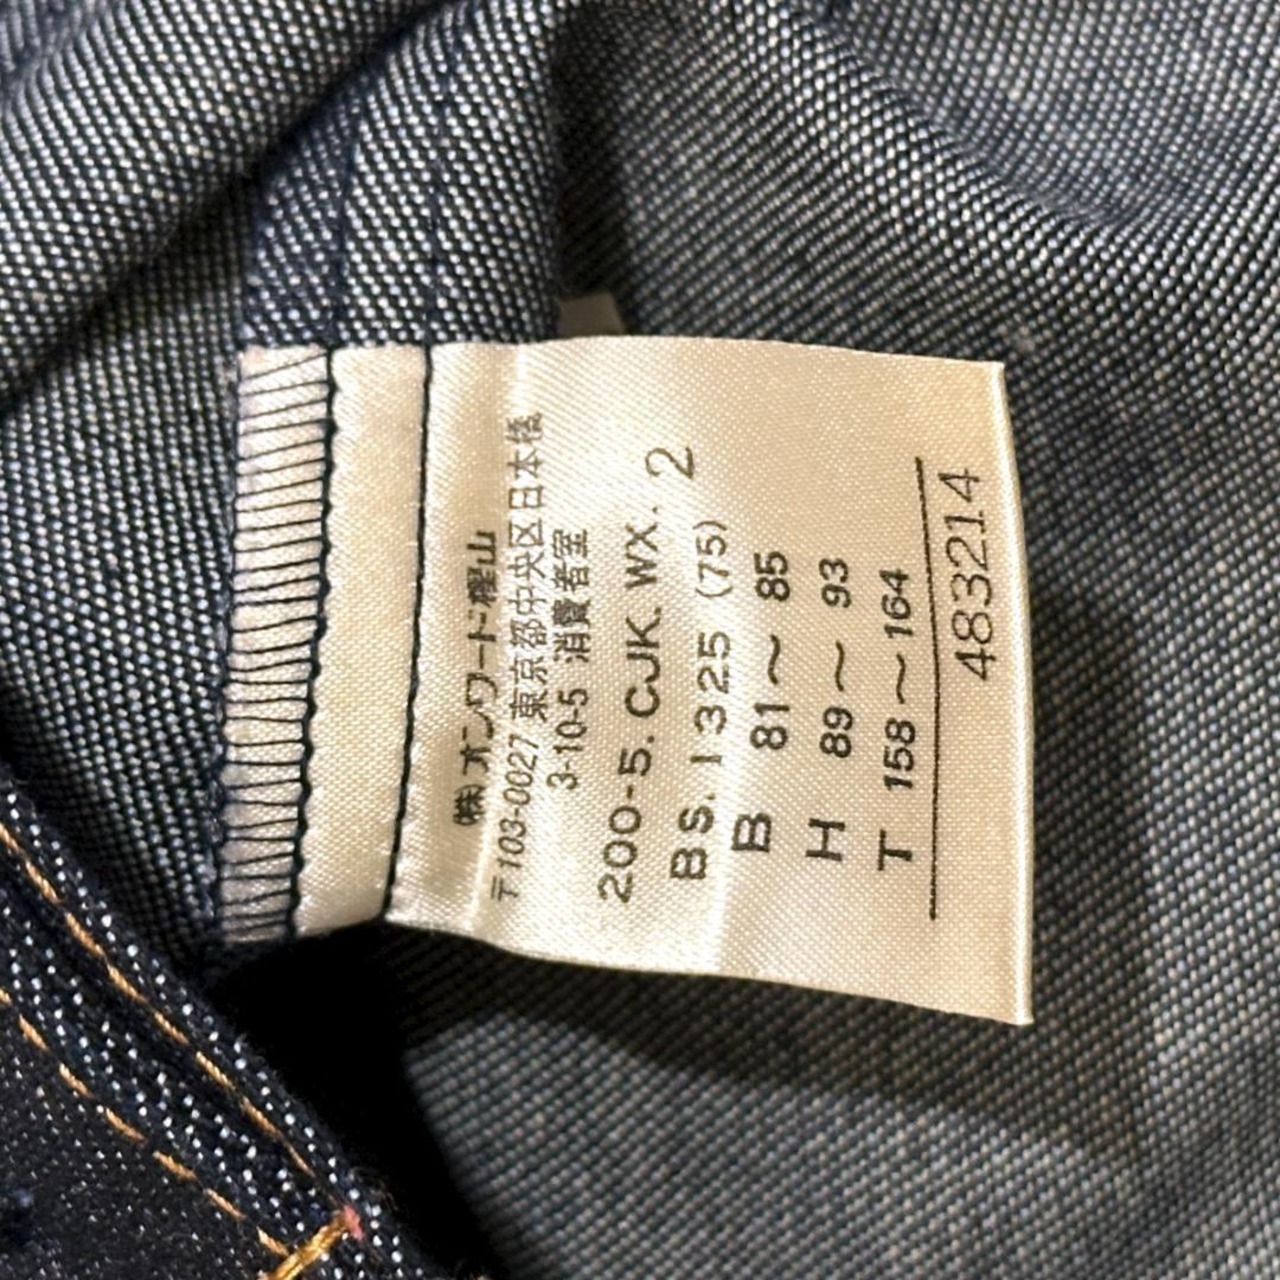 ㈱オンワード樫山
〒103-0027 東京都中央区日本橋
3-10-5 消費者室
200-5.CJK.WX. 2
BS.1325 (75)
B 81〜85
H 89〜93
T 158〜164
483214